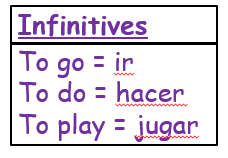 Infinitives
To go = ir
To do = hacer
To play = jugar